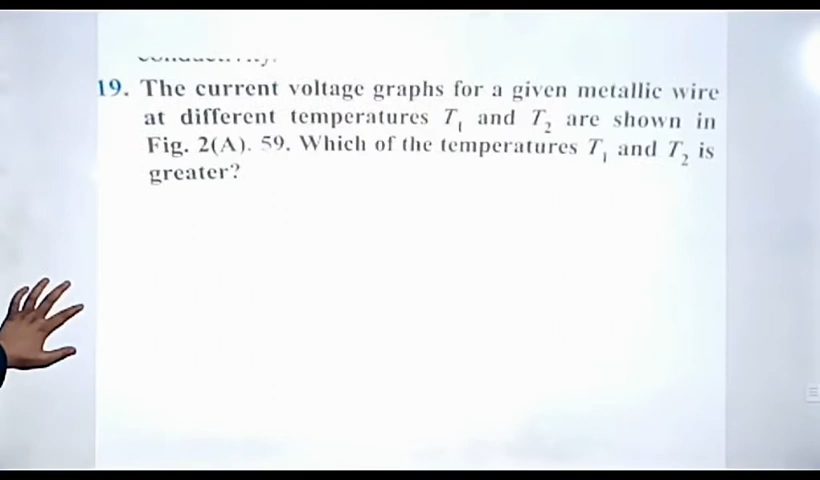 19. The current voltage graphs for a given metallic wire
at different temperatures T₁ and T₂ are shown in
Fig. 2(A). 59. Which of the temperatures T₁ and T₂ is
greater?